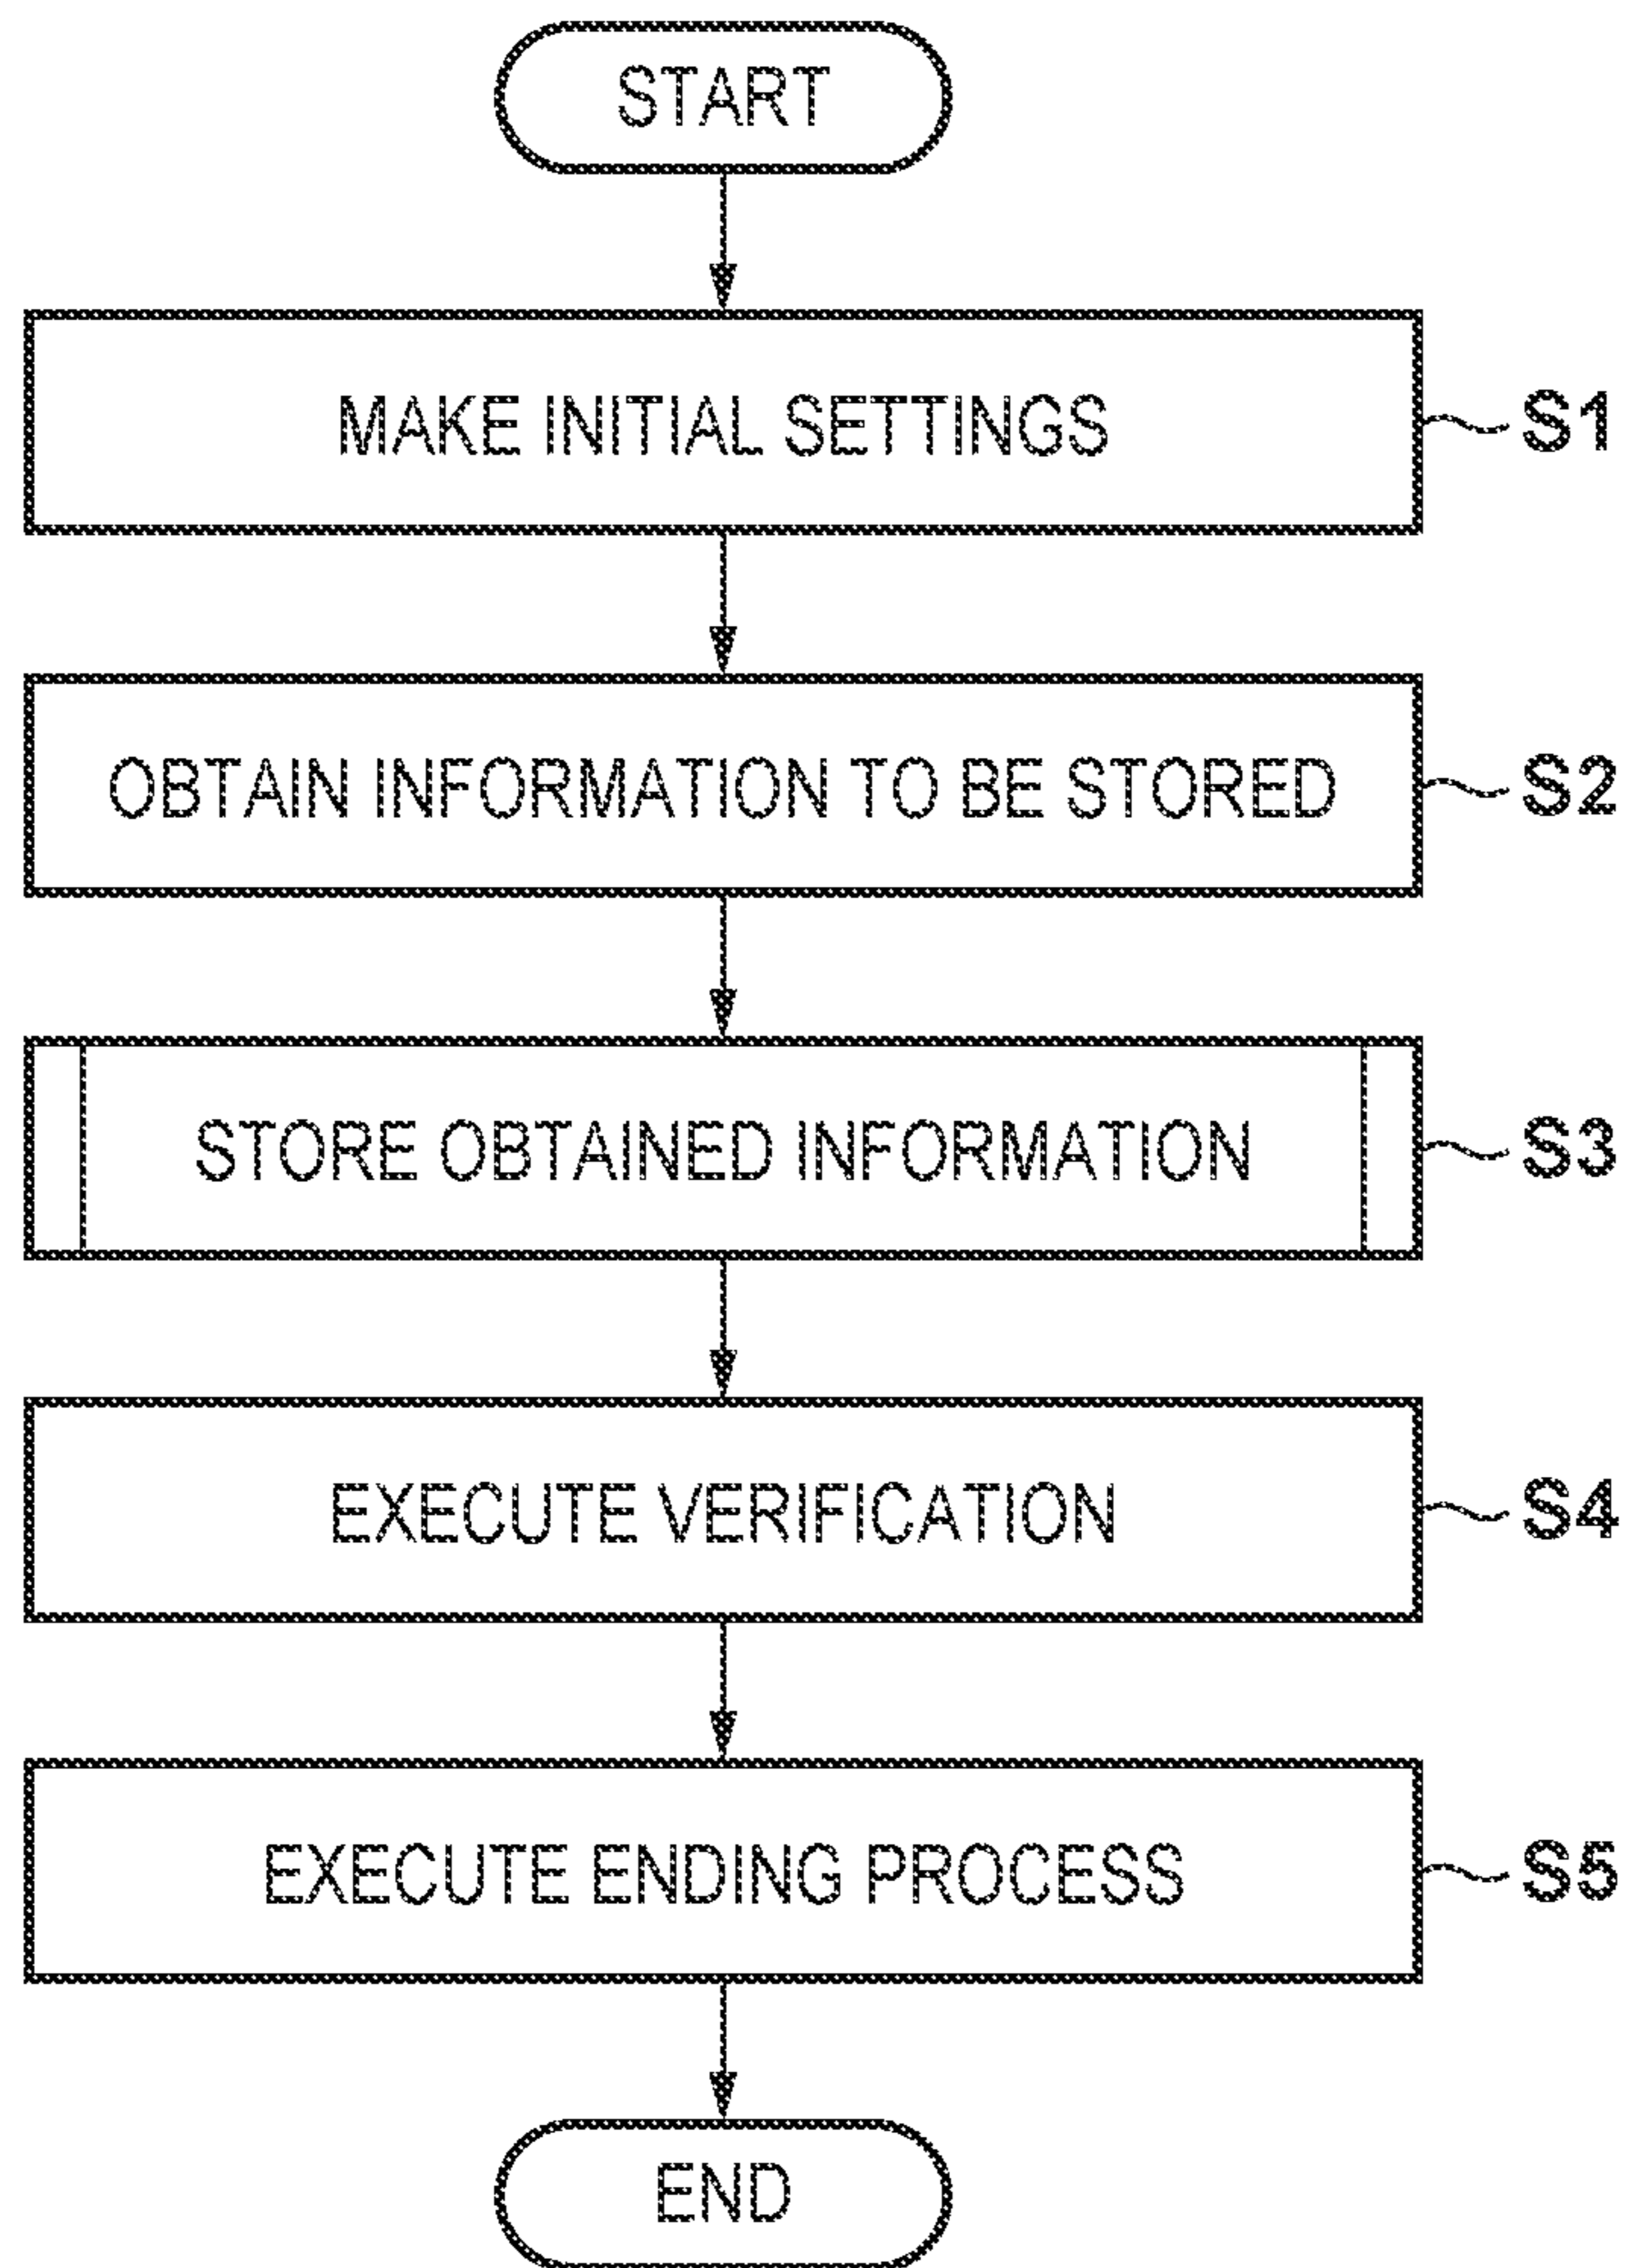 START
MAKE INITIAL SETTINGS S1
OBTAIN INFORMATION TO BE STORED S2
STORE OBTAINED INFORMATION S3
EXECUTE VERIFICATION S4
EXECUTE ENDING PROCESS S5
END